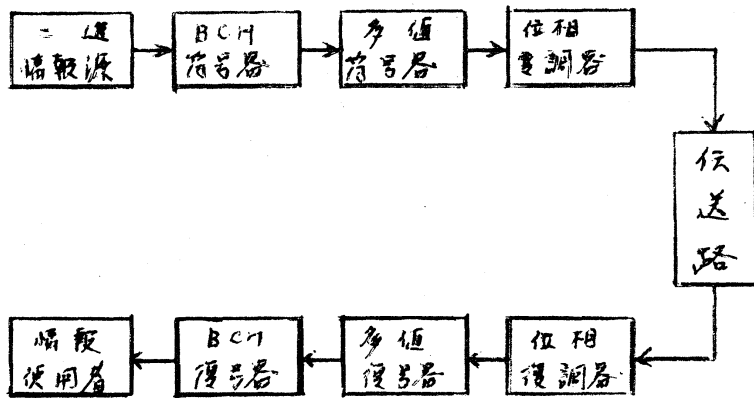 二進
情報源
BCH
符号器
多値
符号器
位相
変調器
伝
送
路
位相
復調器
多値
復号器
BCH
復号器
情報
使用者